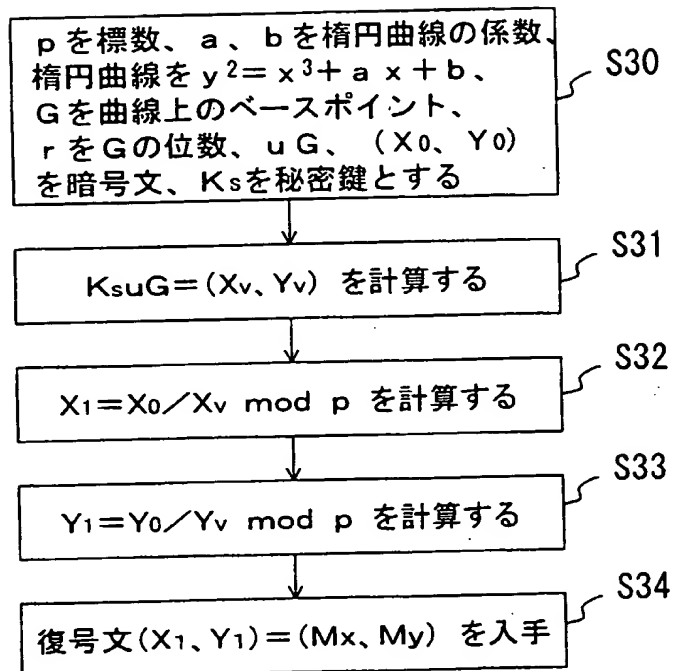 pを標数、a、bを楕円曲線の係数、
楕円曲線をy²=x³+ax+b、
Gを曲線上のベースポイント、
rをGの位数、uG、(X0、Y0)
を暗号文、Ksを秘密鍵とする
S30
KsuG=(Xv、Yv) を計算する
S31
X1=X0/Xv mod p を計算する
S32
Y1=Y0/Yv mod p を計算する
S33
復号文(X1、Y1)=(Mx、My) を入手
S34